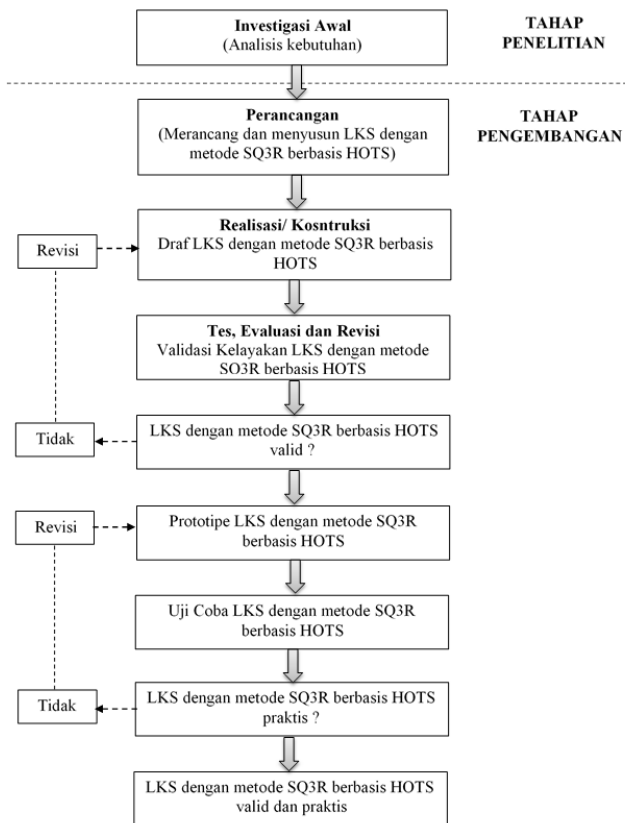 Investigasi Awal
(Analisis kebutuhan)
TAHAP
PENELITIAN
Perancangan
(Merancang dan menyusun LKS dengan
metode SQ3R berbasis HOTS)
TAHAP
PENGEMBANGAN
Realisasi/ Kosntruksi
Draf LKS dengan metode SQ3R berbasis
HOTS
Revisi
Tes, Evaluasi dan Revisi
Validasi Kelayakan LKS dengan metode
SO3R berbasis HOTS
Tidak
LKS dengan metode SQ3R berbasis HOTS
valid ?
Revisi
Prototipe LKS dengan metode SQ3R
berbasis HOTS
Uji Coba LKS dengan metode SQ3R
berbasis HOTS
Tidak
LKS dengan metode SQ3R berbasis HOTS
praktis ?
LKS dengan metode SQ3R berbasis HOTS
valid dan praktis